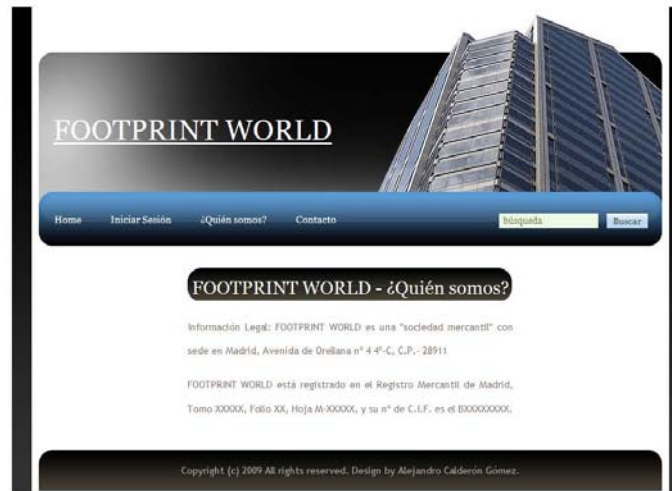 FOOTPRINT WORLD
Home Iniciar Sesión ¿Quién somos? Contacto búsqueda Buscar
FOOTPRINT WORLD - ¿Quién somos?
Información Legal: FOOTPRINT WORLD es una "sociedad mercantil" con
sede en Madrid, Avenida de Orellana nº 4 4º-C, C.P.- 28911
FOOTPRINT WORLD está registrado en el Registro Mercantil de Madrid,
Tomo XXXXX, Folio XX, Hoja M-XXXXX, y su nº de C.I.F. es el BXXXXXXXX.
Copyright (c) 2009 All rights reserved. Design by Alejandro Calderón Gómez.